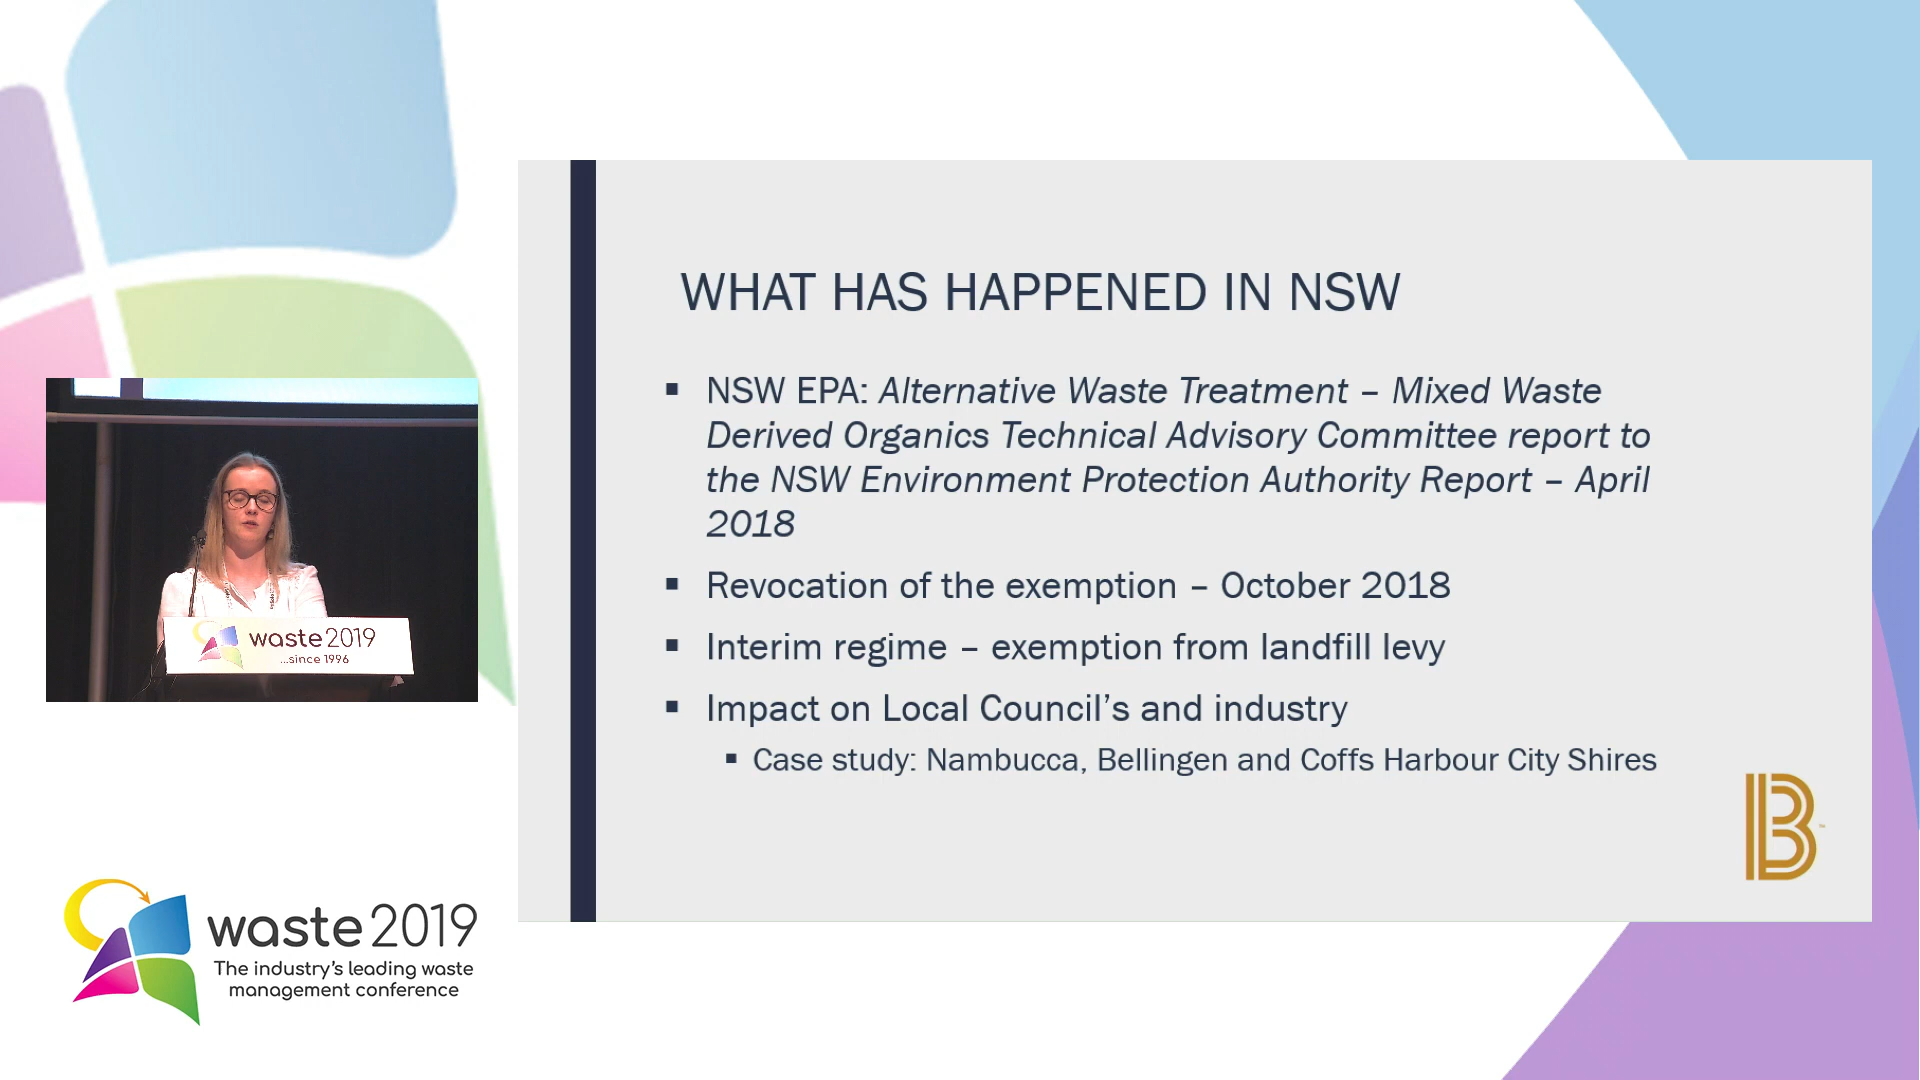 WHAT HAS HAPPENED IN NSW
▪ NSW EPA: Alternative Waste Treatment – Mixed Waste
Derived Organics Technical Advisory Committee report to
the NSW Environment Protection Authority Report – April
2018
▪ Revocation of the exemption – October 2018
▪ Interim regime – exemption from landfill levy
▪ Impact on Local Council’s and industry
▪ Case study: Nambucca, Bellingen and Coffs Harbour City Shires
B
waste 2019
...since 1996
waste 2019
The industry’s leading waste
management conference